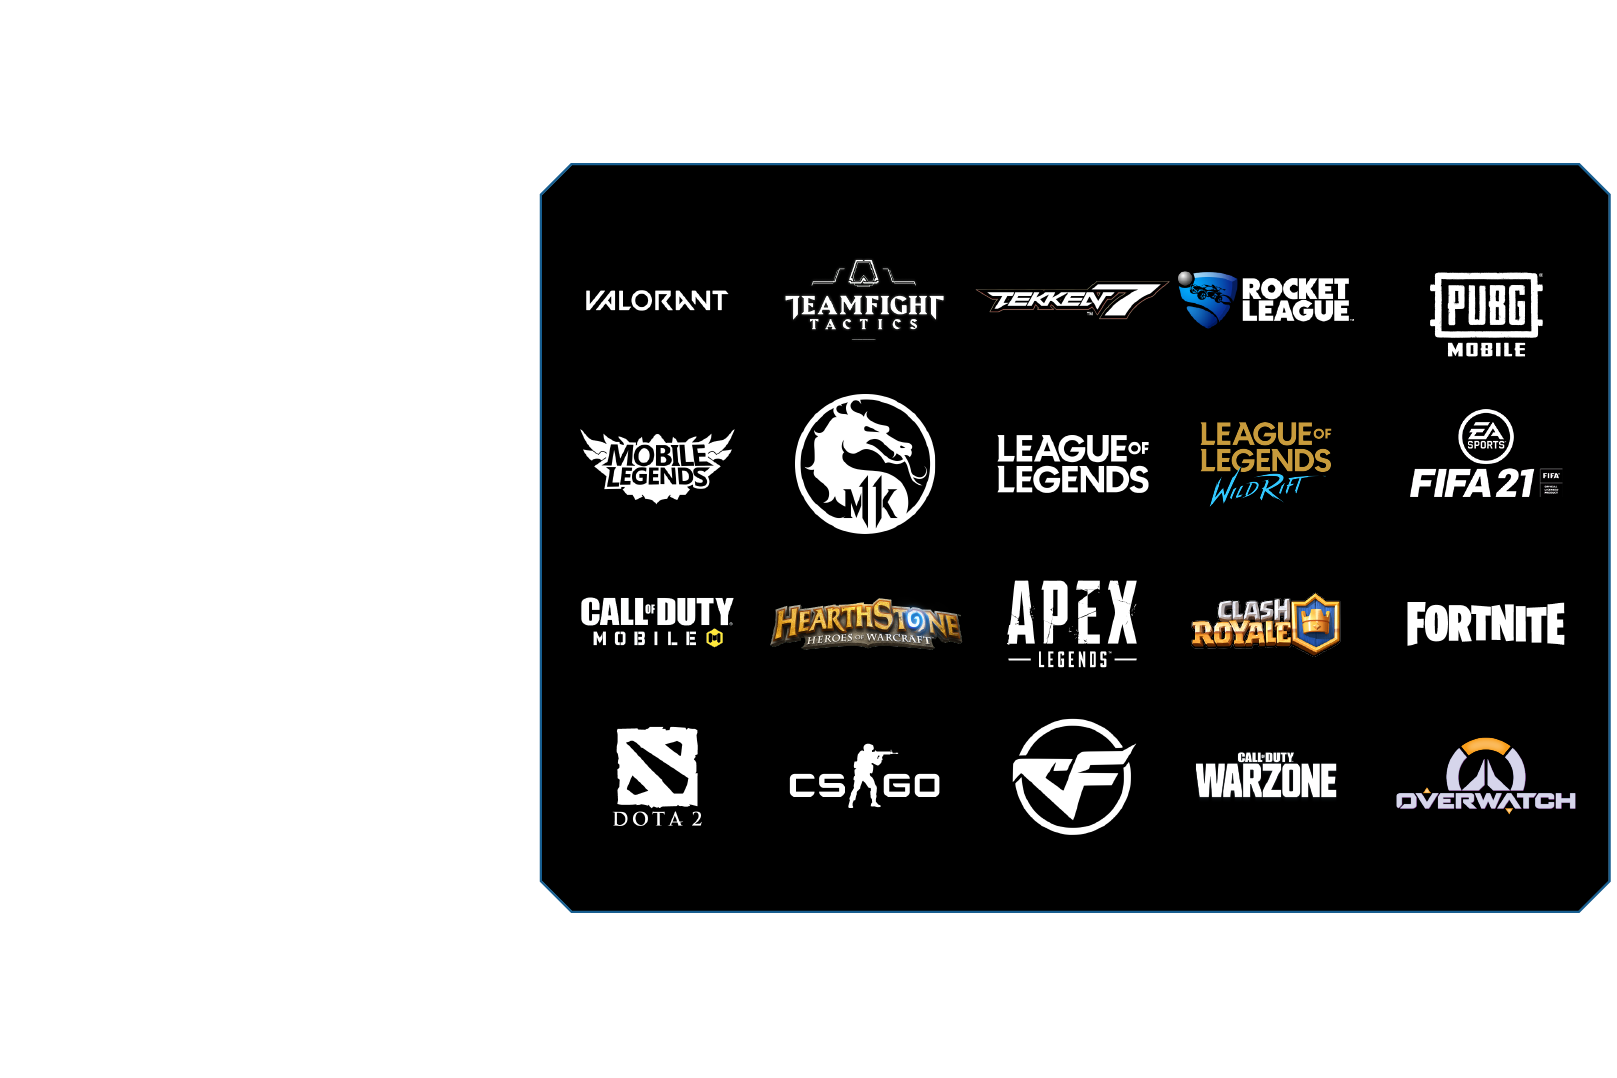 VALORANT
TEAMFIGHT
TACTICS
TEKKEN 7
TM
ROCKET
LEAGUE
PUBG
MOBILE
MOBILE
LEGENDS
MK
LEAGUE OF
LEGENDS
LEAGUE OF
LEGENDS
WILD RIFT
EA
SPORTS
FIFA 21
FIFA
CALL OF DUTY
MOBILE
HEARTHSTONE
HEROES OF WARCRAFT
APEX
LEGENDS
CLASH
ROYALE
FORTNITE
DOTA 2
CS GO
CF
CALL OF DUTY
WARZONE
OVERWATCH